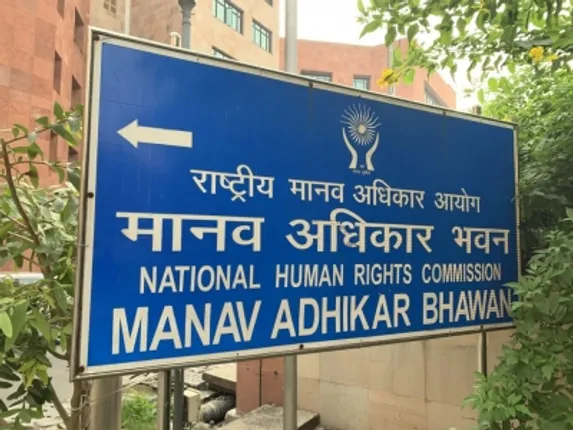 राष्ट्रीय मानव अधिकार आयोग
मानव अधिकार भवन
NATIONAL HUMAN RIGHTS COMMISSION
MANAV ADHIKAR BHAWAN